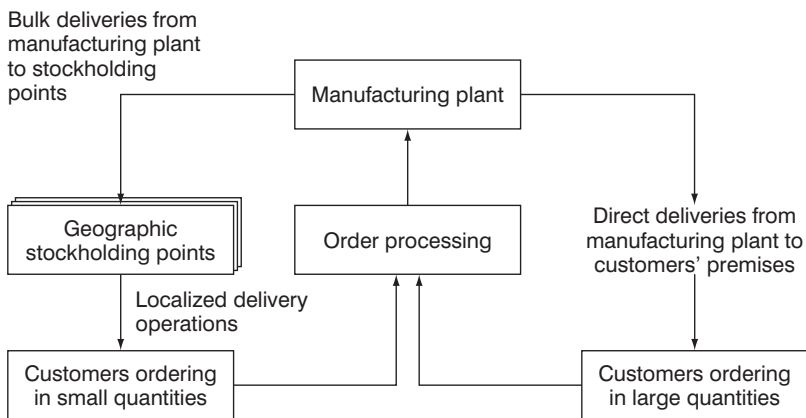 Bulk deliveries from
manufacturing plant
to stockholding
points
Manufacturing plant
Geographic
stockholding points
Order processing
Direct deliveries from
manufacturing plant to
customers’ premises
Localized delivery
operations
Customers ordering
in small quantities
Customers ordering
in large quantities